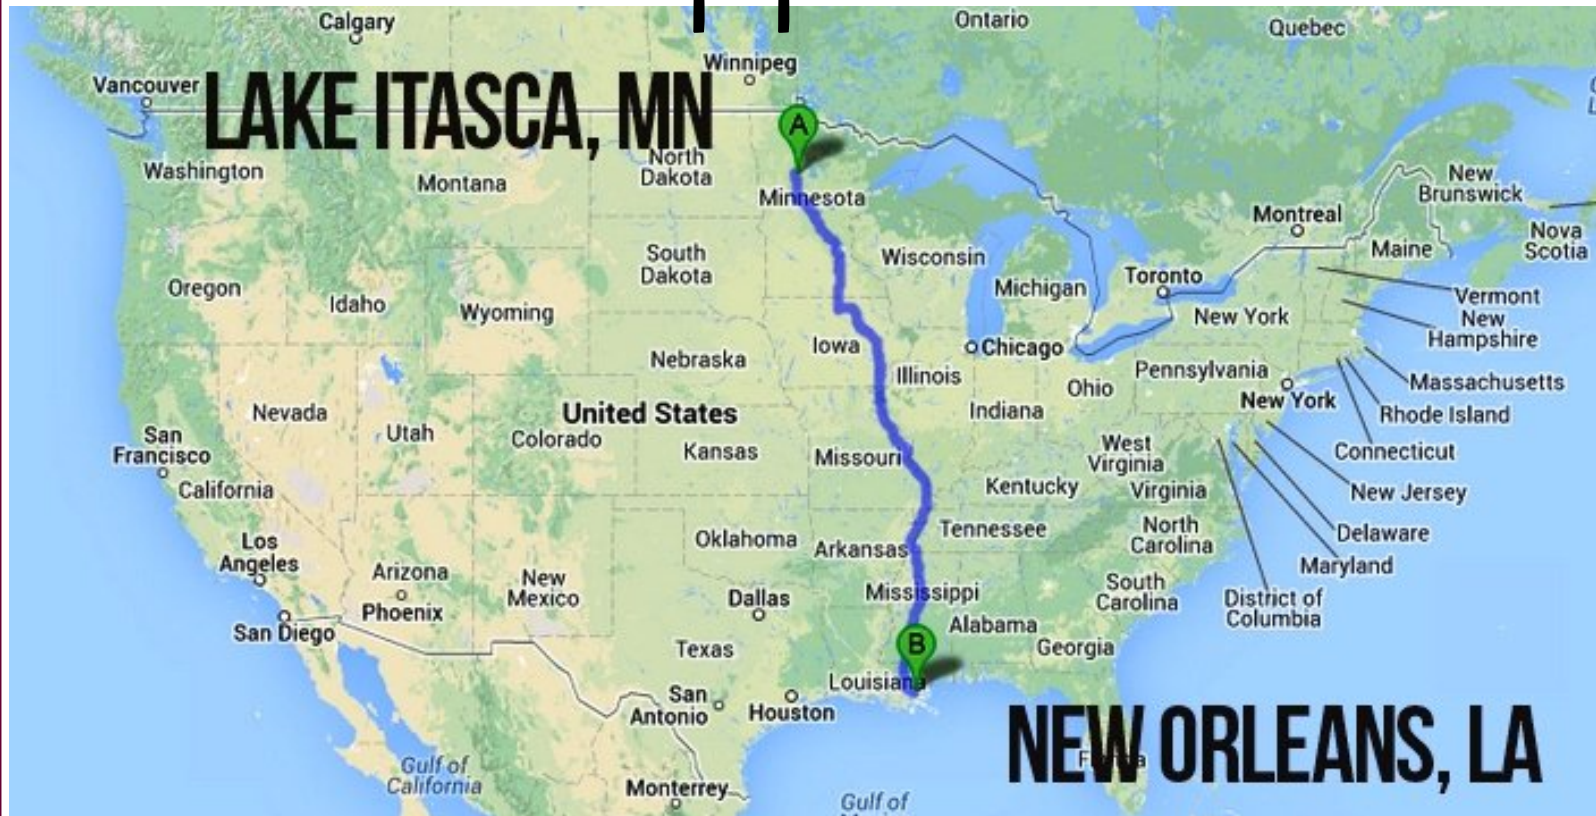 Calgary
Ontario
Quebec
Winnipeg
Vancouver
LAKE ITASCA, MN
A
North
Dakota
Washington
Montana
Minnesota
New
Brunswick
Montreal
Nova
Scotia
Maine
Wisconsin
South
Dakota
Michigan
Toronto
Oregon
Idaho
Wyoming
Vermont
New
Hampshire
New York
Iowa
Chicago
Nebraska
Illinois
Pennsylvania
Ohio
Massachusetts
New York
Rhode Island
Indiana
United States
Nevada
Utah
Colorado
San
Francisco
Kansas
Missouri
West
Virginia
Connecticut
California
Kentucky
Virginia
New Jersey
Tennessee
North
Carolina
Delaware
Oklahoma
Arkansas
Los
Angeles
Maryland
Arizona
New
Mexico
Phoenix
Dallas
Mississippi
South
Carolina
District of
Columbia
San Diego
Alabama
Georgia
Texas
B
Louisiana
San
Antonio
Houston
NEW ORLEANS, LA
Florida
Gulf of
California
Monterrey
Gulf of